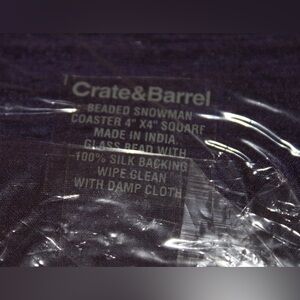 Crate&Barrel
BEADED SNOWMAN
COASTER 4" X4" SQUARE
MADE IN INDIA.
GLASS BEAD WITH
100% SILK BACKING
WIPE CLEAN
WITH DAMP CLOTH